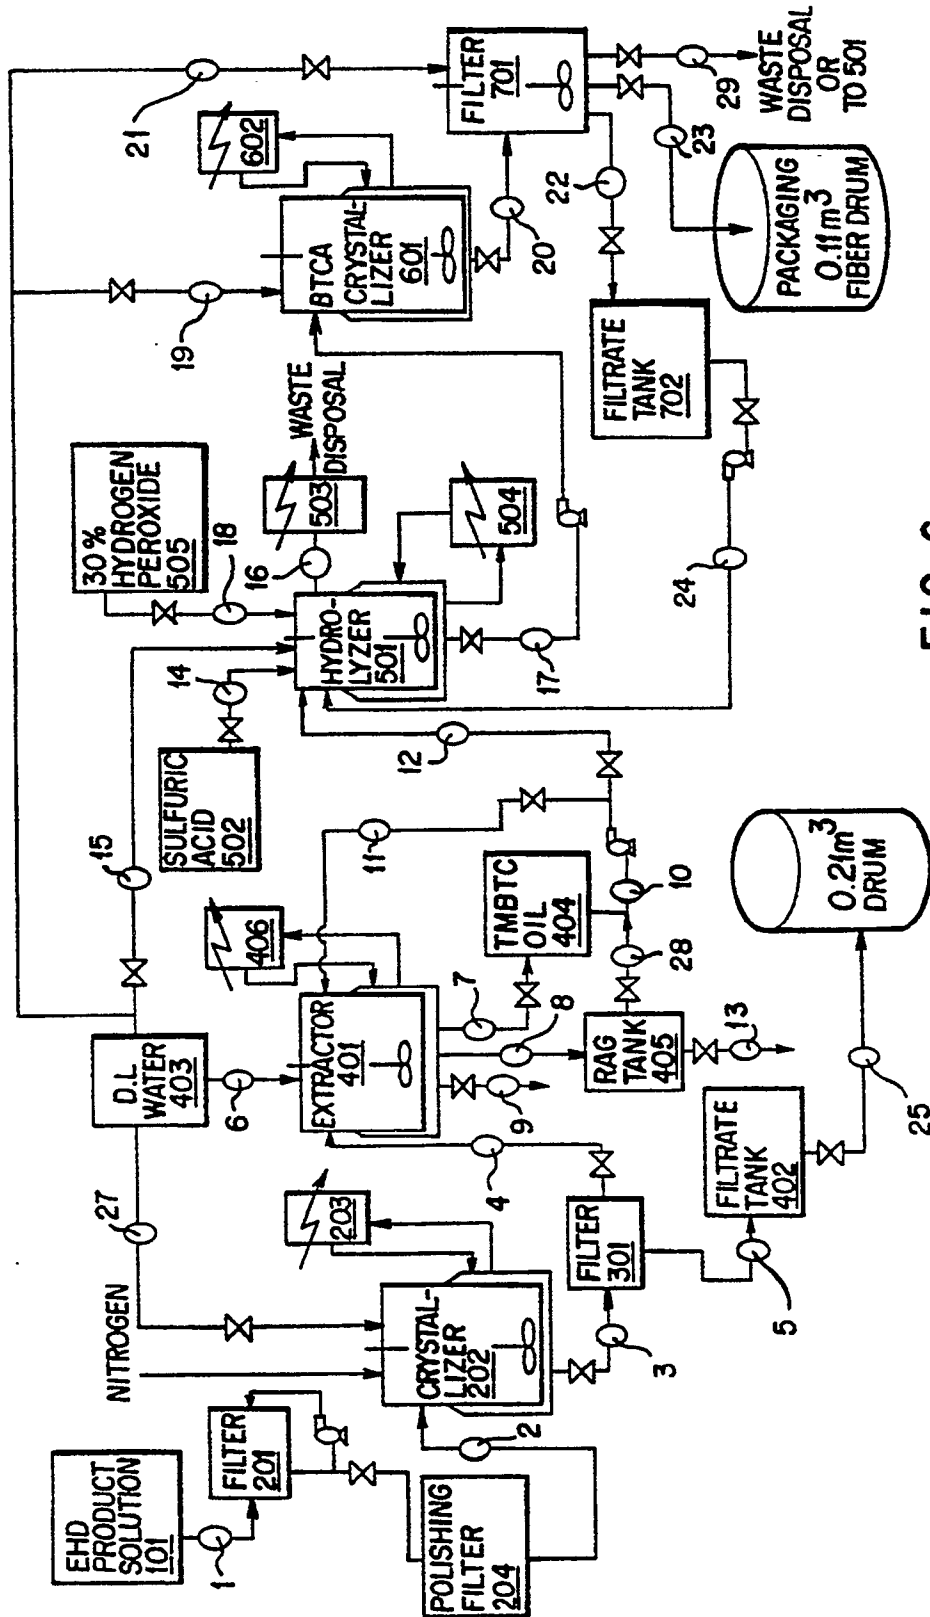 EHD
PRODUCT
SOLUTION
101
1
FILTER
201
POLISHING
FILTER
204
2
NITROGEN
27
CRYSTAL-
LIZER
202
203
3
FILTER
301
4
5
FILTRATE
TANK
402
25
0.21m3
DRUM
D.I. WATER
403
6
EXTRACTOR
401
406
7
8
9
TMBTC
OIL
404
RAG
TANK
405
13
28
10
11
12
15
SULFURIC
ACID
502
14
30%
HYDROGEN
PEROXIDE
505
18
HYDRO-
LYZER
501
16
503
WASTE
DISPOSAL
504
17
24
19
BTCA
CRYSTAL-
LIZER
601
602
20
21
FILTER
701
22
FILTRATE
TANK
702
23
29
WASTE
DISPOSAL
OR
TO 501
PACKAGING
0.11m3
FIBER DRUM